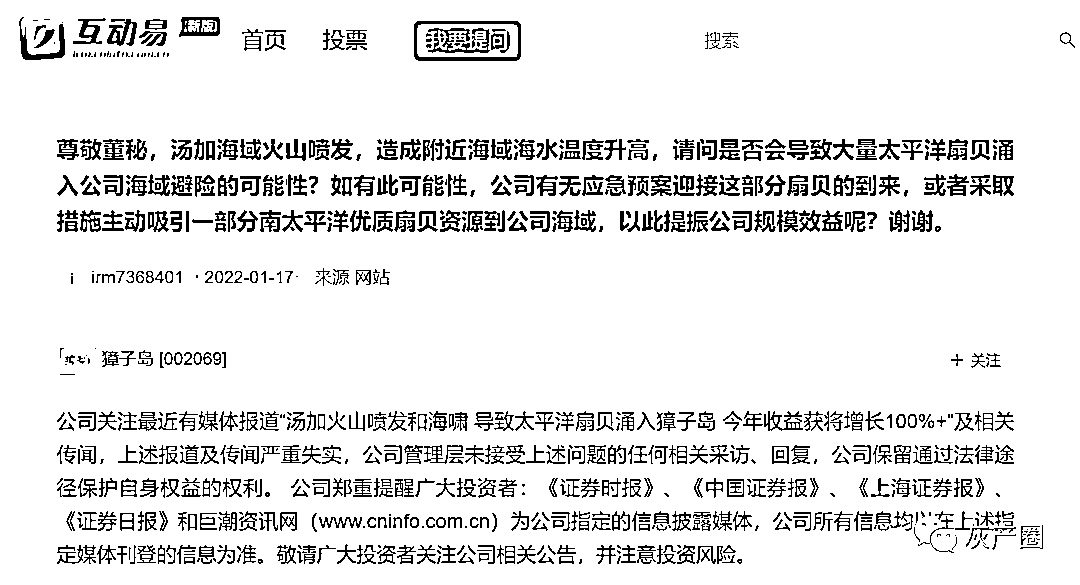 互动易 新版 首页 投票 我要提问 搜索
尊敬董秘，汤加海域火山喷发，造成附近海域海水温度升高，请问是否会导致大量太平洋扇贝涌
入公司海域避险的可能性？如有此可能性，公司有无应急预案迎接这部分扇贝的到来，或者采取
措施主动吸引一部分南太平洋优质扇贝资源到公司海域，以此提振公司规模效益呢？谢谢。
i irm7368401 · 2022-01-17· 来源 网站
獐子岛 [002069] + 关注
公司关注最近有媒体报道“汤加火山喷发和海啸 导致太平洋扇贝涌入獐子岛 今年收益获将增长100%+"及相关
传闻，上述报道及传闻严重失实，公司管理层未接受上述问题的任何相关采访、回复，公司保留通过法律途
径保护自身权益的权利。 公司郑重提醒广大投资者：《证券时报》、《中国证券报》、《上海证券报》、
《证券日报》和巨潮资讯网（www.cninfo.com.cn）为公司指定的信息披露媒体，公司所有信息均以在上述指
定媒体刊登的信息为准。敬请广大投资者关注公司相关公告，并注意投资风险。
灰产圈